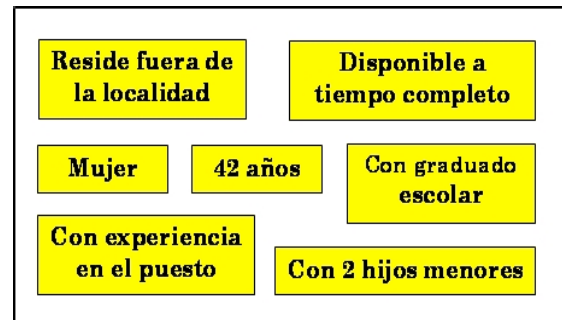 Reside fuera de
la localidad
Disponible a
tiempo completo
Mujer
42 años
Con graduado
escolar
Con experiencia
en el puesto
Con 2 hijos menores